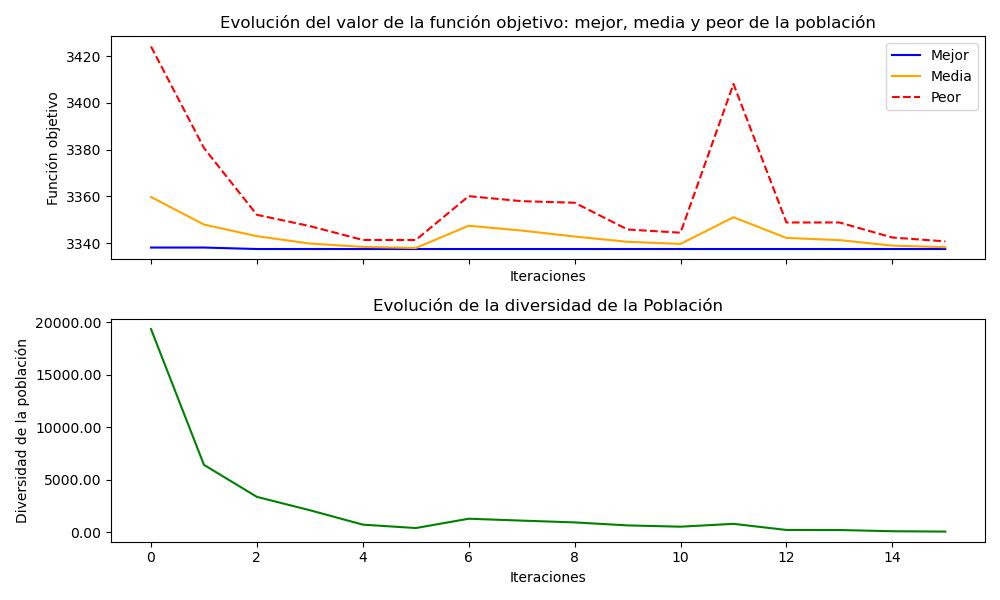 Evolución del valor de la función objetivo: mejor, media y peor de la población
Función objetivo
3420
3400
3380
3360
3340
Mejor
Media
Peor
Iteraciones
Evolución de la diversidad de la Población
Diversidad de la población
20000.00
15000.00
10000.00
5000.00
0.00
0 2 4 6 8 10 12 14
Iteraciones